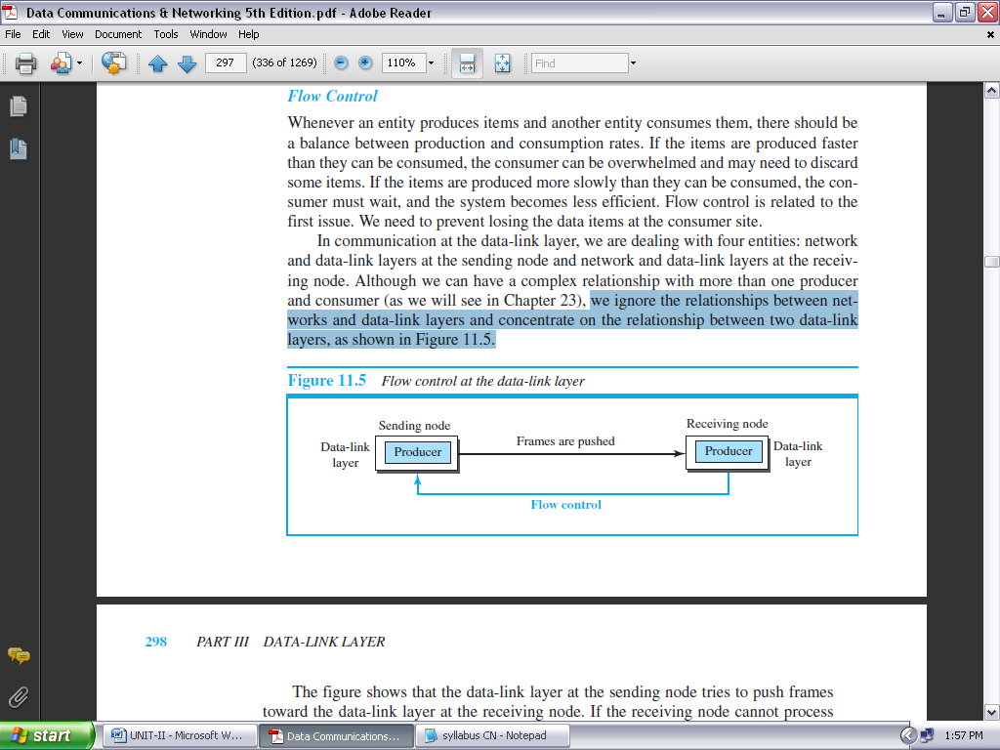 Data Communications & Networking 5th Edition.pdf - Adobe Reader
File Edit View Document Tools Window Help
297 (336 of 1269) 110% Find
Flow Control
Whenever an entity produces items and another entity consumes them, there should be
a balance between production and consumption rates. If the items are produced faster
than they can be consumed, the consumer can be overwhelmed and may need to discard
some items. If the items are produced more slowly than they can be consumed, the con-
sumer must wait, and the system becomes less efficient. Flow control is related to the
first issue. We need to prevent losing the data items at the consumer site.
In communication at the data-link layer, we are dealing with four entities: network
and data-link layers at the sending node and network and data-link layers at the receiv-
ing node. Although we can have a complex relationship with more than one producer
and consumer (as we will see in Chapter 23), we ignore the relationships between net-
works and data-link layers and concentrate on the relationship between two data-link
layers, as shown in Figure 11.5.
Figure 11.5 Flow control at the data-link layer
Sending node
Receiving node
Data-link
layer
Producer
Frames are pushed
Producer
Data-link
layer
Flow control
298 PART III DATA-LINK LAYER
The figure shows that the data-link layer at the sending node tries to push frames
toward the data-link layer at the receiving node. If the receiving node cannot process
start UNIT-II - Microsoft W... Data Communications... syllabus CN - Notepad 1:57 PM